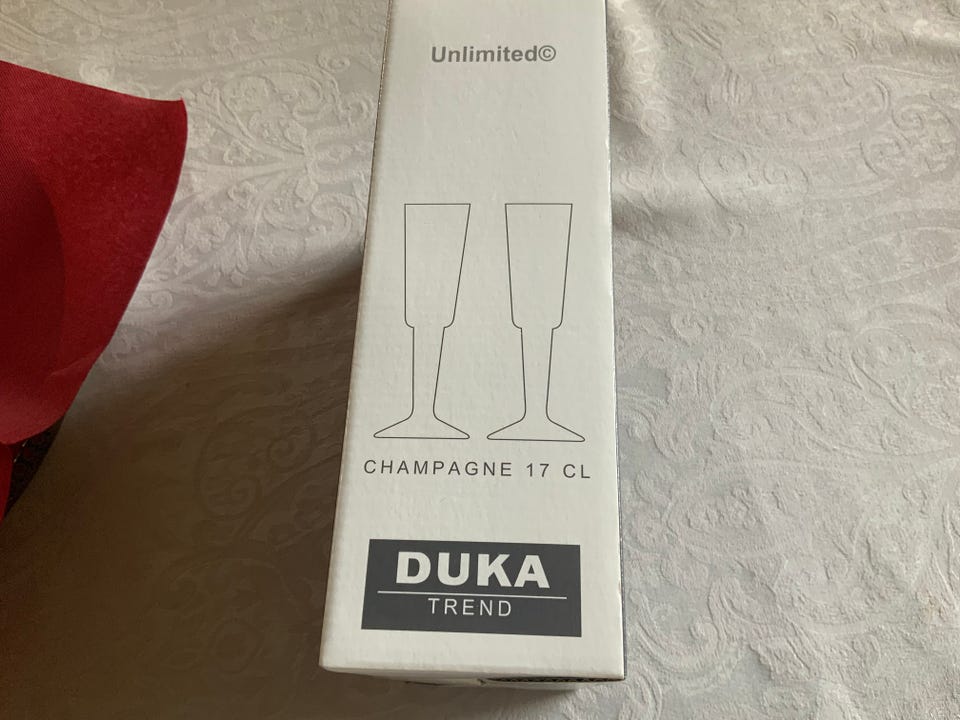 Unlimited©
CHAMPAGNE 17 CL
DUKA
TREND